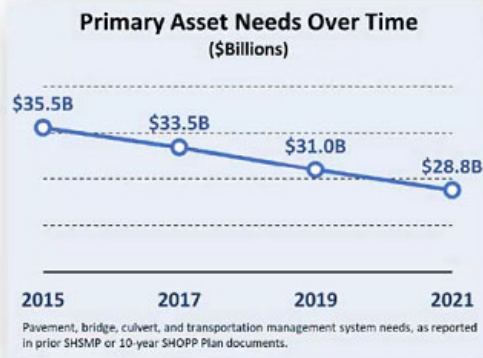 Primary Asset Needs Over Time
($Billions)
$35.5B
$33.5B
$31.0B
$28.8B
2015 2017 2019 2021
Pavement, bridge, culvert, and transportation management system needs, as reported
in prior SHSMP or 10-year SHOPP Plan documents.